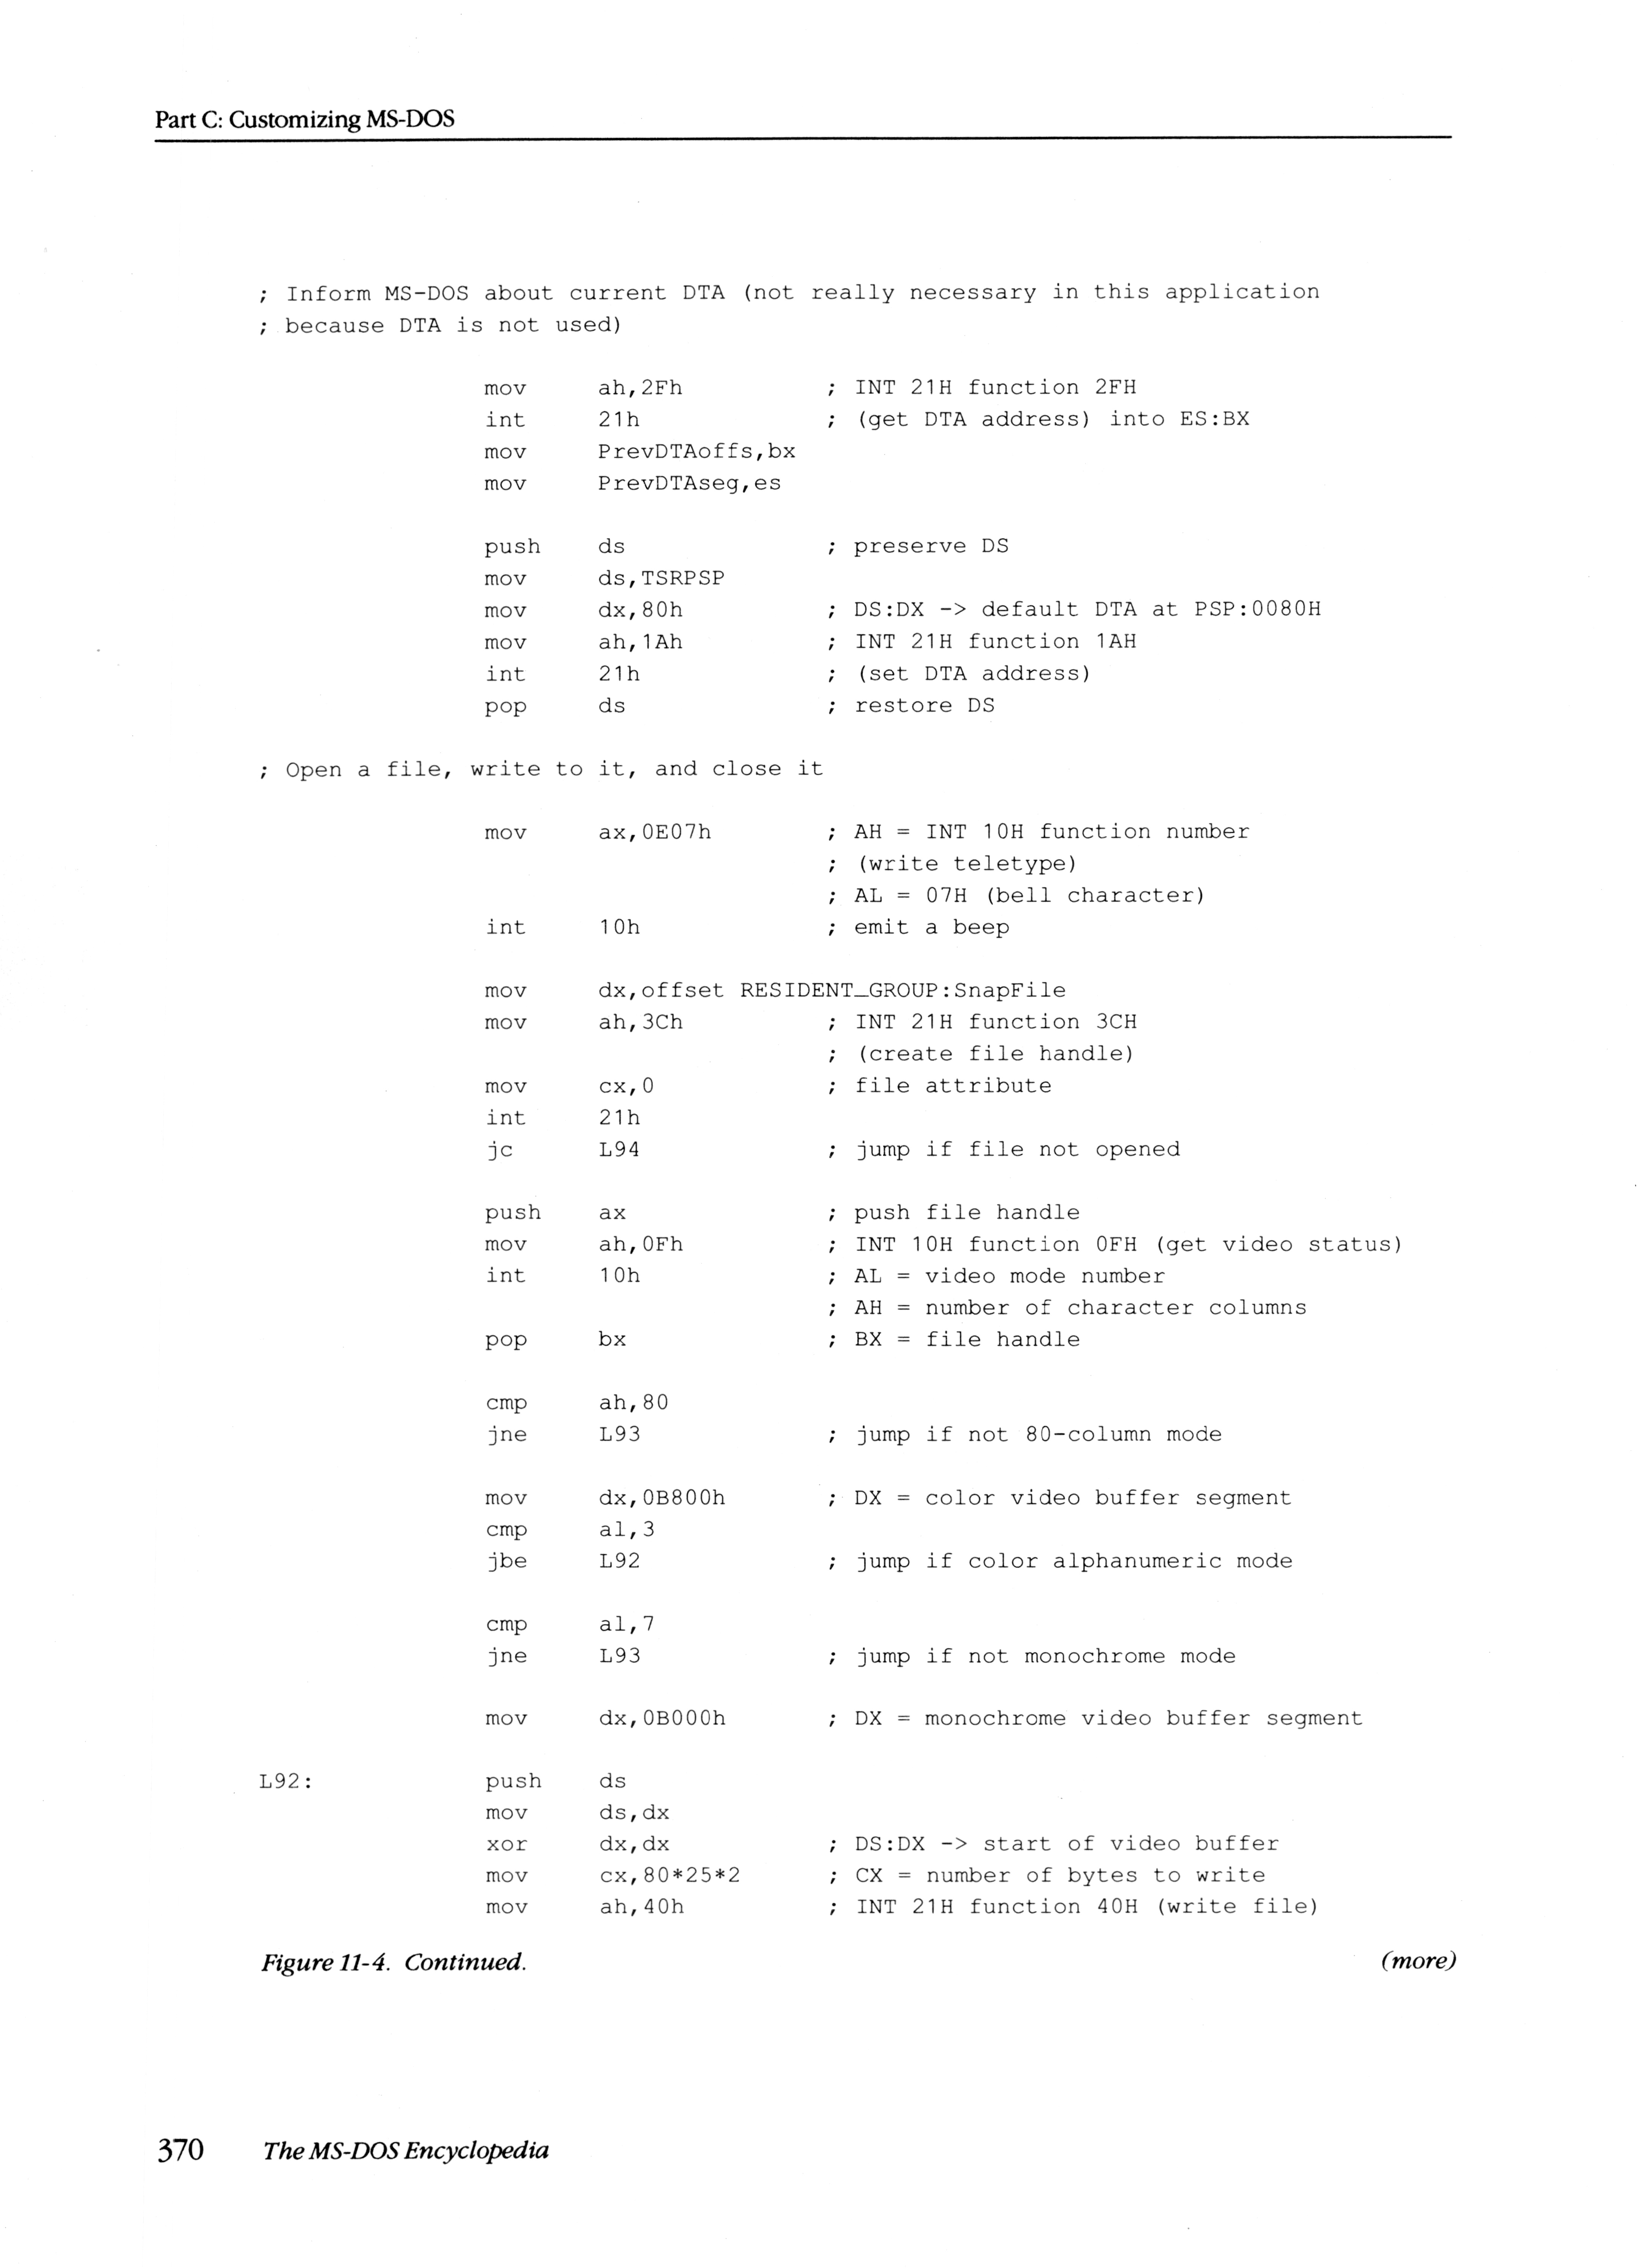 Part C: Customizing MS-DOS
; Inform MS-DOS about current DTA (not really necessary in this application
; because DTA is not used)
mov ah,2Fh ; INT 21H function 2FH
int 21h ; (get DTA address) into ES:BX
mov PrevDTAoffs,bx
mov PrevDTAseg,es
push ds ; preserve DS
mov ds,TSRPSP
mov dx,80h ; DS:DX -> default DTA at PSP:0080H
mov ah,1Ah ; INT 21H function 1AH
int 21h ; (set DTA address)
pop ds ; restore DS
; Open a file, write to it, and close it
mov ax,0E07h ; AH = INT 10H function number
; (write teletype)
; AL = 07H (bell character)
int 10h ; emit a beep
mov dx,offset RESIDENT_GROUP:SnapFile
mov ah,3Ch ; INT 21H function 3CH
; (create file handle)
mov cx,0 ; file attribute
int 21h
jc L94 ; jump if file not opened
push ax ; push file handle
mov ah,0Fh ; INT 10H function 0FH (get video status)
int 10h ; AL = video mode number
; AH = number of character columns
pop bx ; BX = file handle
cmp ah,80
jne L93 ; jump if not 80-column mode
mov dx,0B800h ; DX = color video buffer segment
cmp al,3
jbe L92 ; jump if color alphanumeric mode
cmp al,7
jne L93 ; jump if not monochrome mode
mov dx,0B000h ; DX = monochrome video buffer segment
L92: push ds
mov ds,dx
xor dx,dx ; DS:DX -> start of video buffer
mov cx,80*25*2 ; CX = number of bytes to write
mov ah,40h ; INT 21H function 40H (write file)
Figure 11-4. Continued. (more)
370 The MS-DOS Encyclopedia